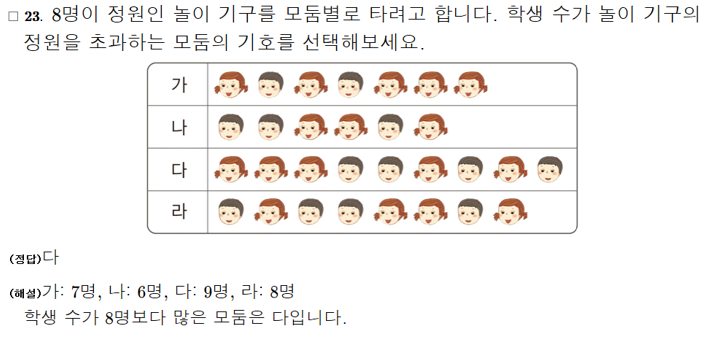 □ 23. 8명이 정원인 놀이 기구를 모둠별로 타려고 합니다. 학생 수가 놀이 기구의
정원을 초과하는 모둠의 기호를 선택해보세요.
가
나
다
라
(정답)다
(해설)가: 7명, 나: 6명, 다: 9명, 라: 8명
학생 수가 8명보다 많은 모둠은 다입니다.